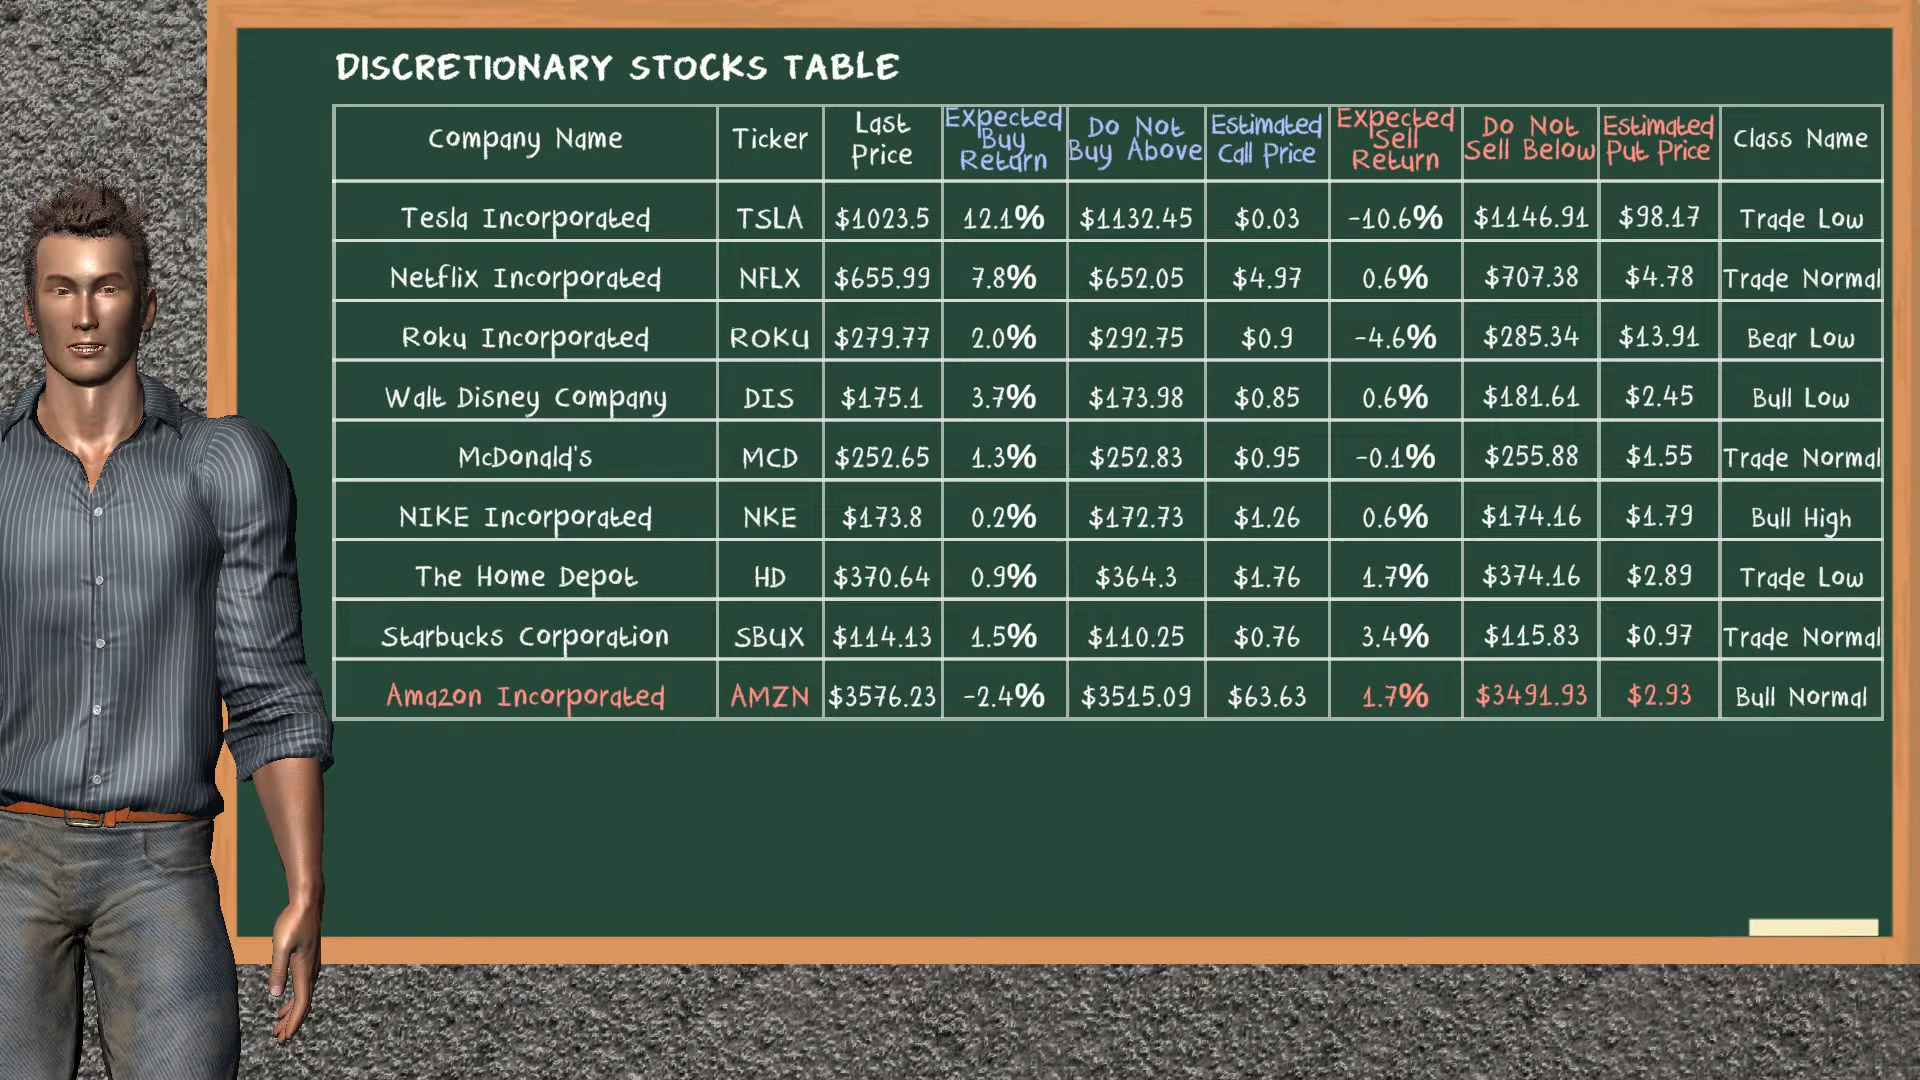 DISCRETIONARY STOCKS TABLE
Company Name Ticker Last Price Expected Buy Return Do Not Buy Above Estimated Call Price Expected Sell Return Do Not Sell Below Estimated Put Price Class Name
Tesla Incorporated TSLA $1023.5 12.1% $1132.45 $0.03 -10.6% $1146.91 $98.17 Trade Low
Netflix Incorporated NFLX $655.99 7.8% $652.05 $4.97 0.6% $707.38 $4.78 Trade Normal
Roku Incorporated ROKU $279.77 2.0% $292.75 $0.9 -4.6% $285.34 $13.91 Bear Low
Walt Disney Company DIS $175.1 3.7% $173.98 $0.85 0.6% $181.61 $2.45 Bull Low
McDonald's MCD $252.65 1.3% $252.83 $0.95 -0.1% $255.88 $1.55 Trade Normal
NIKE Incorporated NKE $173.8 0.2% $172.73 $1.26 0.6% $174.16 $1.79 Bull High
The Home Depot HD $370.64 0.9% $364.3 $1.76 1.7% $374.16 $2.89 Trade Low
Starbucks Corporation SBUX $114.13 1.5% $110.25 $0.76 3.4% $115.83 $0.97 Trade Normal
Amazon Incorporated AMZN $3576.23 -2.4% $3515.09 $63.63 1.7% $3491.93 $2.93 Bull Normal